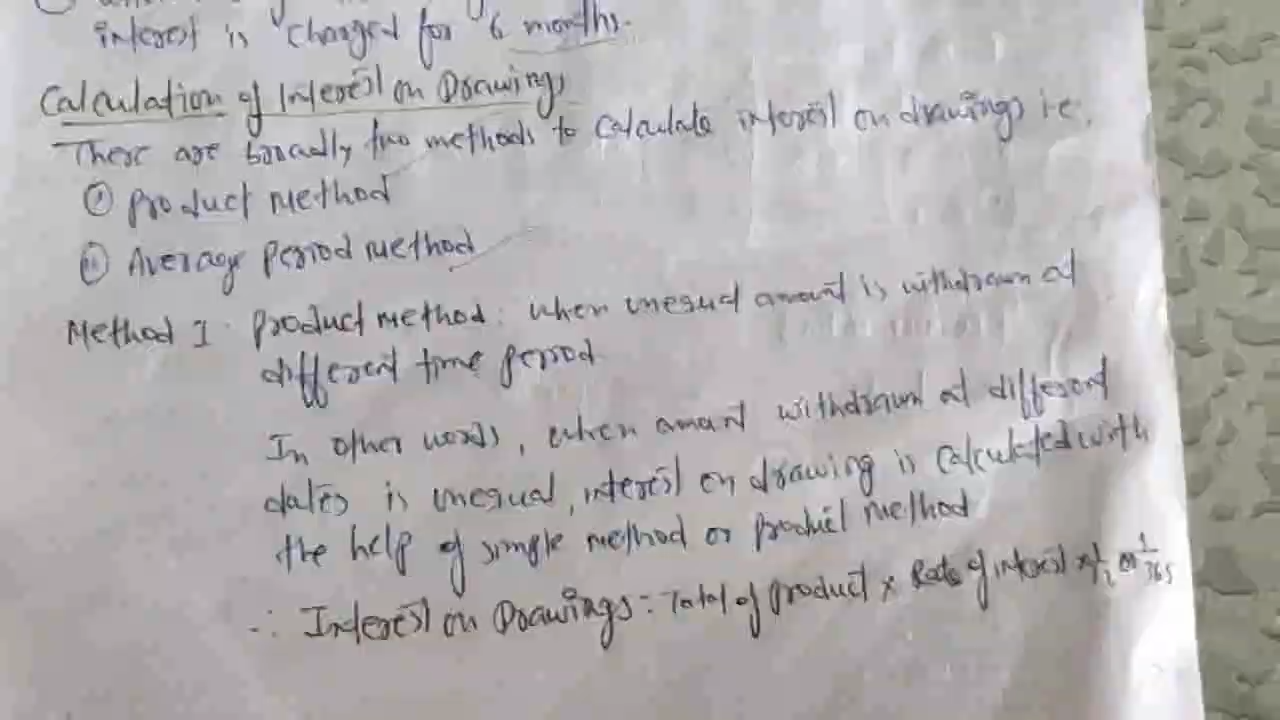 interest is charged for 6 months.
Calculation of Interest on Drawings
There are broadly two methods to calculate interest on drawings i.e.
(i) Product method
(ii) Average period method
Method I. Product method: when unequal amount is withdrawn at
different time period
In other words, when amount withdrawn at different
dates is unequal, interest on drawing is calculated with
the help of simple method or product method
∴ Interest on Drawings = Total of product x Rate of interest x 1/12 or 1/365